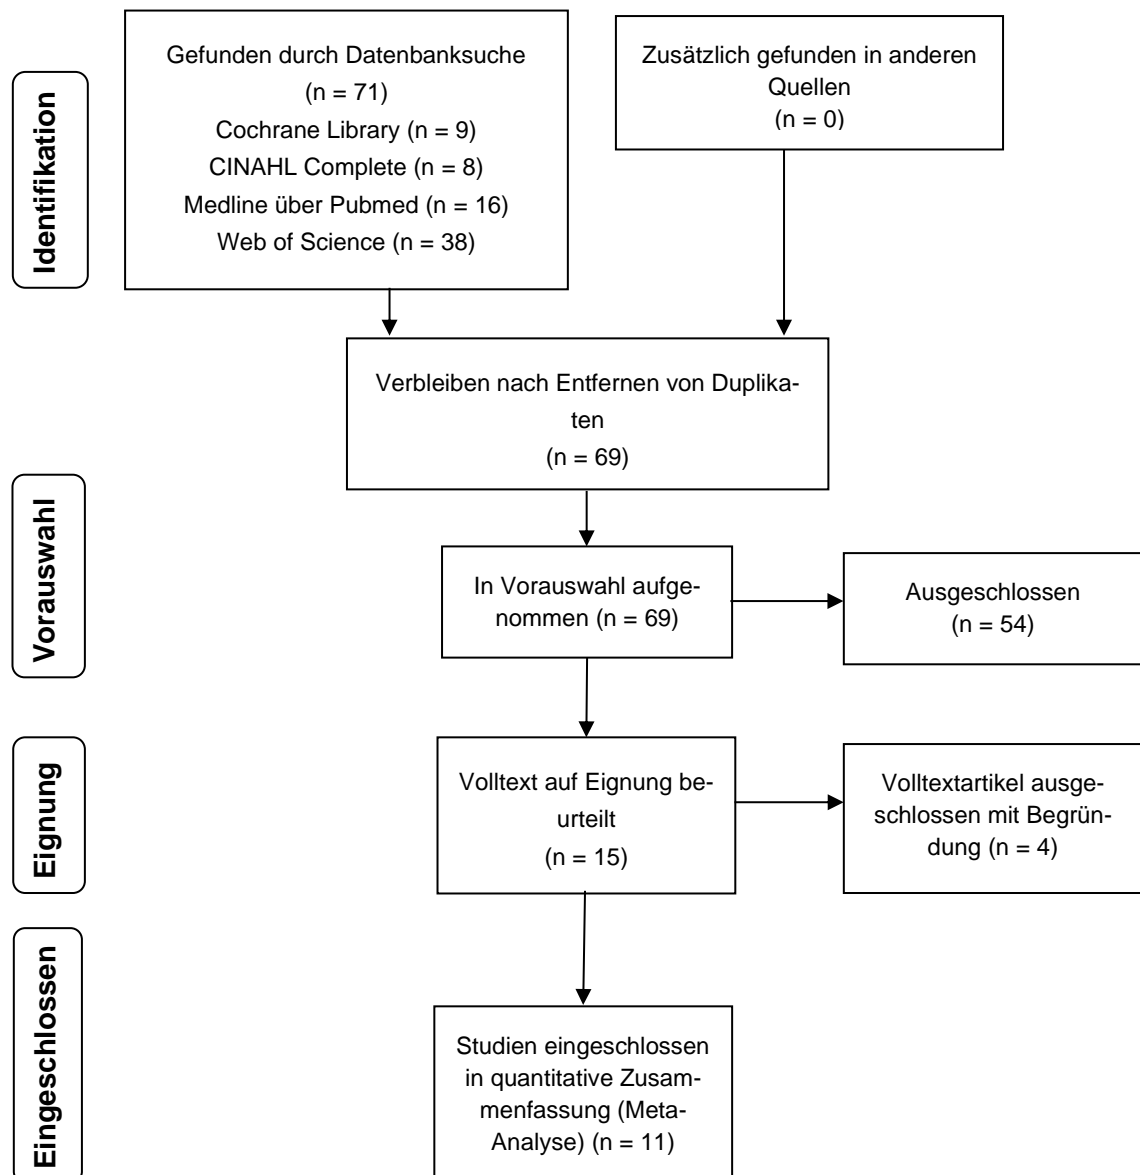 Identifikation
Gefunden durch Datenbanksuche
(n = 71)
Cochrane Library (n = 9)
CINAHL Complete (n = 8)
Medline über Pubmed (n = 16)
Web of Science (n = 38)
Zusätzlich gefunden in anderen
Quellen
(n = 0)
Verbleiben nach Entfernen von Duplika-
ten
(n = 69)
Vorauswahl
In Vorauswahl aufge-
nommen (n = 69)
Ausgeschlossen
(n = 54)
Eignung
Volltext auf Eignung be-
urteilt
(n = 15)
Volltextartikel ausge-
schlossen mit Begrün-
dung (n = 4)
Eingeschlossen
Studien eingeschlossen
in quantitative Zusam-
menfassung (Meta-
Analyse) (n = 11)